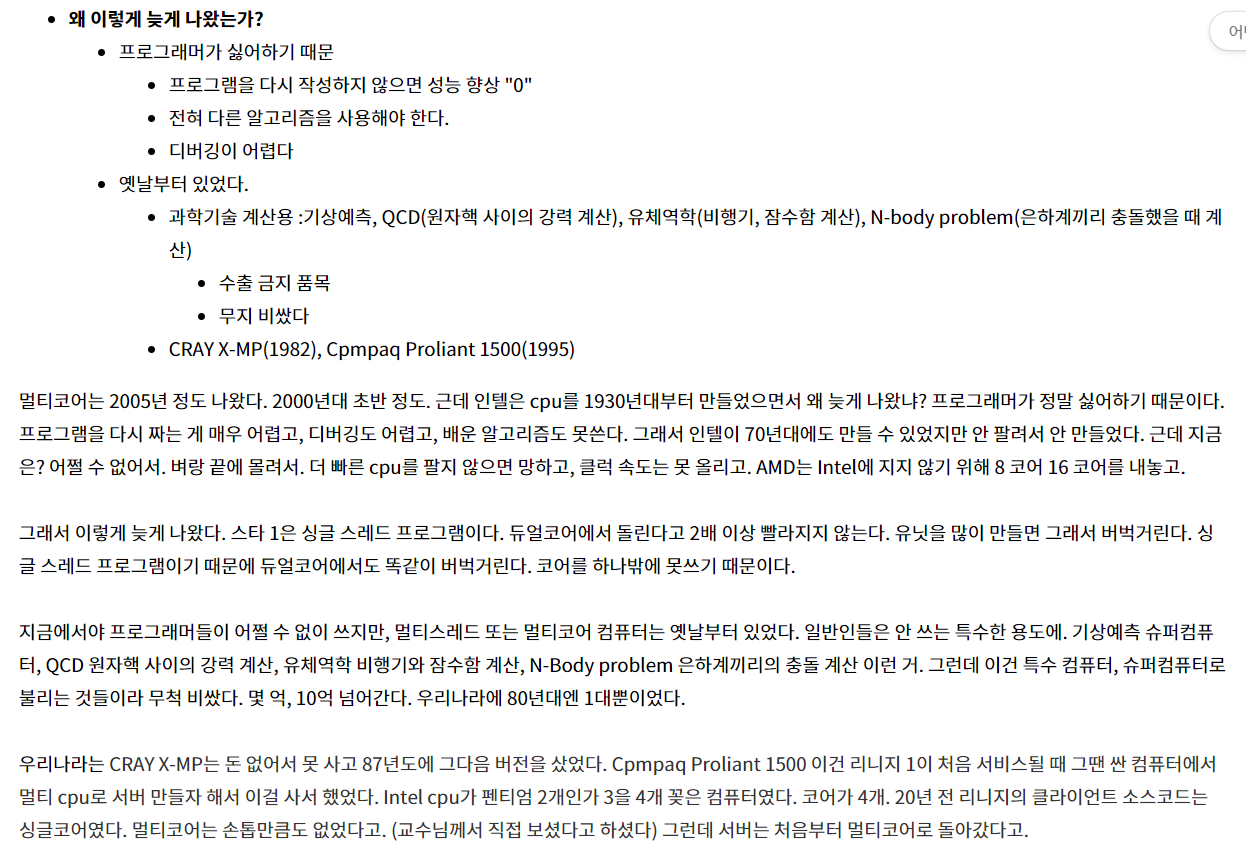 왜 이렇게 늦게 나왔는가?
프로그래머가 싫어하기 때문
프로그램을 다시 작성하지 않으면 성능 향상 "0"
전혀 다른 알고리즘을 사용해야 한다.
디버깅이 어렵다
옛날부터 있었다.
과학기술 계산용 :기상예측, QCD(원자핵 사이의 강력 계산), 유체역학(비행기, 잠수함 계산), N-body problem(은하계끼리 충돌했을 때 계
산)
수출 금지 품목
무지 비쌌다
CRAY X-MP(1982), Cpmpaq Proliant 1500(1995)
멀티코어는 2005년 정도 나왔다. 2000년대 초반 정도. 근데 인텔은 cpu를 1930년대부터 만들었으면서 왜 늦게 나왔냐? 프로그래머가 정말 싫어하기 때문이다.
프로그램을 다시 짜는 게 매우 어렵고, 디버깅도 어렵고, 배운 알고리즘도 못쓴다. 그래서 인텔이 70년대에도 만들 수 있었지만 안 팔려서 안 만들었다. 근데 지금
은? 어쩔 수 없어서. 벼랑 끝에 몰려서. 더 빠른 cpu를 팔지 않으면 망하고, 클럭 속도는 못 올리고. AMD는 Intel에 지지 않기 위해 8 코어 16 코어를 내놓고.
그래서 이렇게 늦게 나왔다. 스타 1은 싱글 스레드 프로그램이다. 듀얼코어에서 돌린다고 2배 이상 빨라지지 않는다. 유닛을 많이 만들면 그래서 버벅거린다. 싱
글 스레드 프로그램이기 때문에 듀얼코어에서도 똑같이 버벅거린다. 코어를 하나밖에 못쓰기 때문이다.
지금에서야 프로그래머들이 어쩔 수 없이 쓰지만, 멀티스레드 또는 멀티코어 컴퓨터는 옛날부터 있었다. 일반인들은 안 쓰는 특수한 용도에. 기상예측 슈퍼컴퓨
터, QCD 원자핵 사이의 강력 계산, 유체역학 비행기와 잠수함 계산, N-Body problem 은하계끼리의 충돌 계산 이런 거. 그런데 이건 특수 컴퓨터, 슈퍼컴퓨터로
불리는 것들이라 무척 비쌌다. 몇 억, 10억 넘어간다. 우리나라에 80년대엔 1대뿐이었다.
우리나라는 CRAY X-MP는 돈 없어서 못 사고 87년도에 그다음 버전을 샀었다. Cpmpaq Proliant 1500 이건 리니지 1이 처음 서비스될 때 그땐 싼 컴퓨터에서
멀티 cpu로 서버 만들자 해서 이걸 사서 했었다. Intel cpu가 펜티엄 2개인가 3을 4개 꽂은 컴퓨터였다. 코어가 4개. 20년 전 리니지의 클라이언트 소스코드는
싱글코어였다. 멀티코어는 손톱만큼도 없었다고. (교수님께서 직접 보셨다고 하셨다) 그런데 서버는 처음부터 멀티코어로 돌아갔다고.